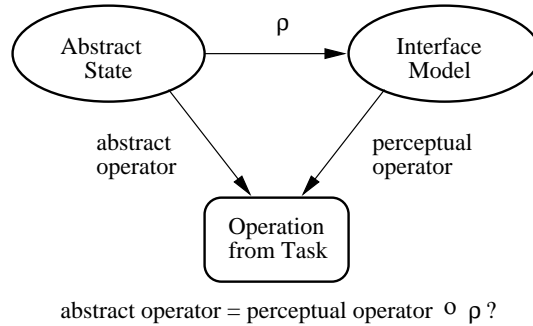 ρ
Abstract
State
Interface
Model
abstract
operator
perceptual
operator
Operation
from Task
abstract operator = perceptual operator o ρ ?